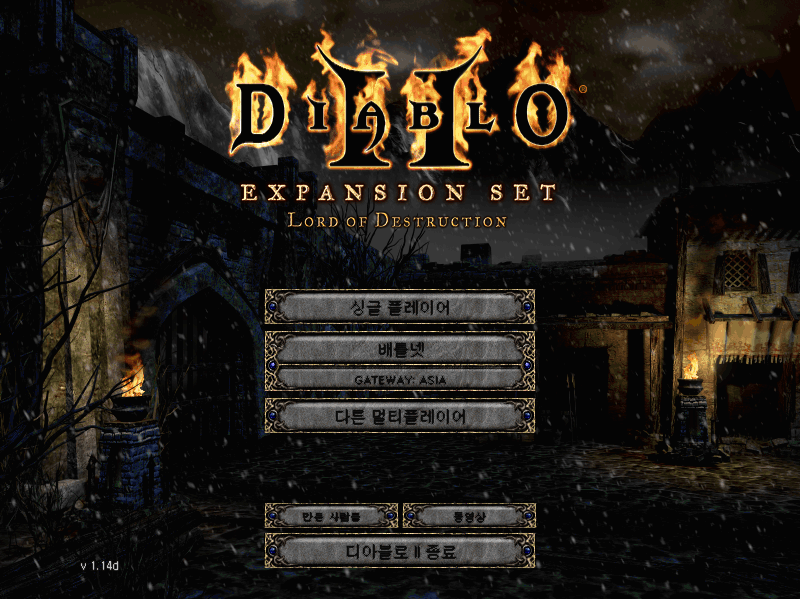 DIABLO II
EXPANSION SET
LORD OF DESTRUCTION
싱글 플레이어
배틀넷
GATEWAY: ASIA
다른 멀티플레이어
만든 사람들
동영상
디아블로 II 종료
v 1.14d